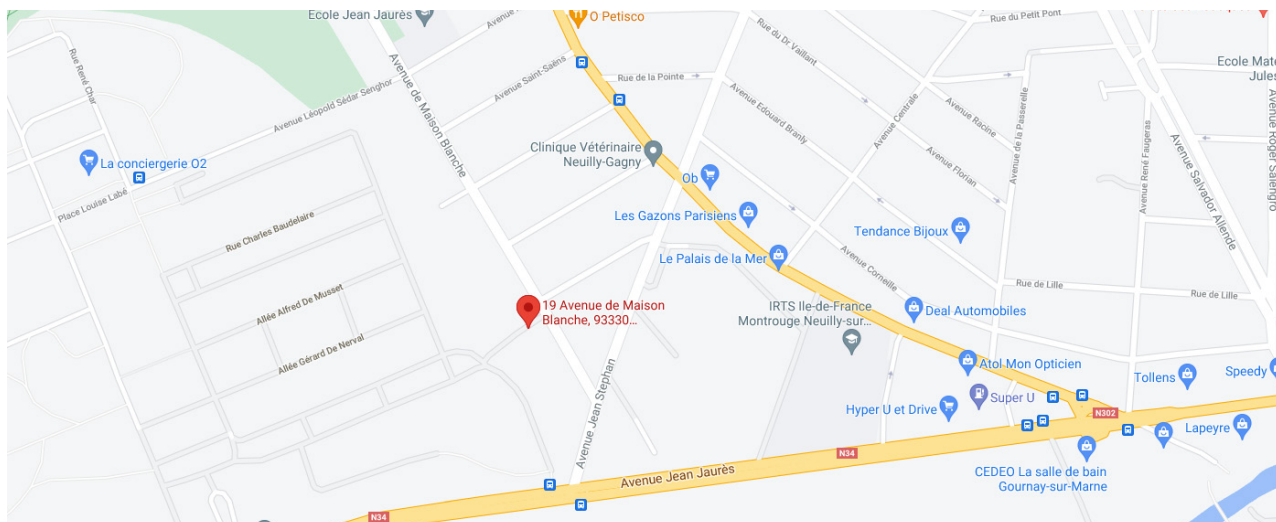 Ecole Jean Jaurès
O Petisco
Rue du Petit Pont
Rue du Dr Vaillant
Rue René Char
Avenue Saint-Saëns
Rue de la Pointe
Ecole Mate
Jules
Avenue Léopold Sédar Senghor
Avenue de Maison Blanche
Avenue Edouard Branly
Avenue Centrale
Avenue Racine
Avenue de la Passerelle
Avenue René Faugeras
Avenue Salvador Allende
Avenue Roger Salengro
Clinique Vétérinaire
Neuilly-Gagny
La conciergerie O2
Ob
Avenue Florian
Place Louise Labé
Rue Charles Baudelaire
Les Gazons Parisiens
Tendance Bijoux
Le Palais de la Mer
Avenue Corneille
Rue de Lille
Rue de Lille
Allée Alfred De Musset
19 Avenue de Maison
Blanche, 93330...
IRTS Ile-de-France
Montrouge Neuilly-sur...
Deal Automobiles
Allée Gérard De Nerval
Atol Mon Opticien
Tollens
Speedy
Avenue Jean Stephan
Super U
Hyper U et Drive
N302
Lapeyre
N34
Avenue Jean Jaurès
CEDEO La salle de bain
Gournay-sur-Marne
N34